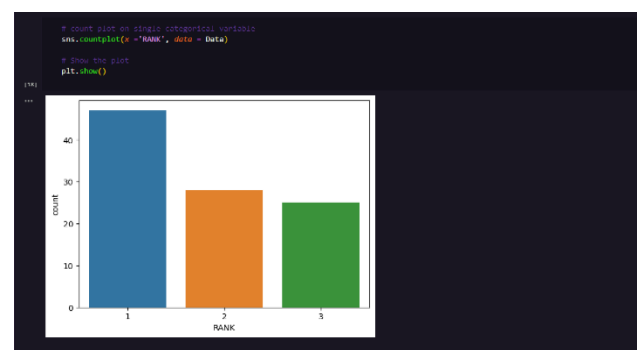 # count plot on single categorical variable
sns.countplot(x ='RANK', data = Data)
# Show the plot
plt.show()
...
40
30
20
10
0
count
1 2 3
RANK